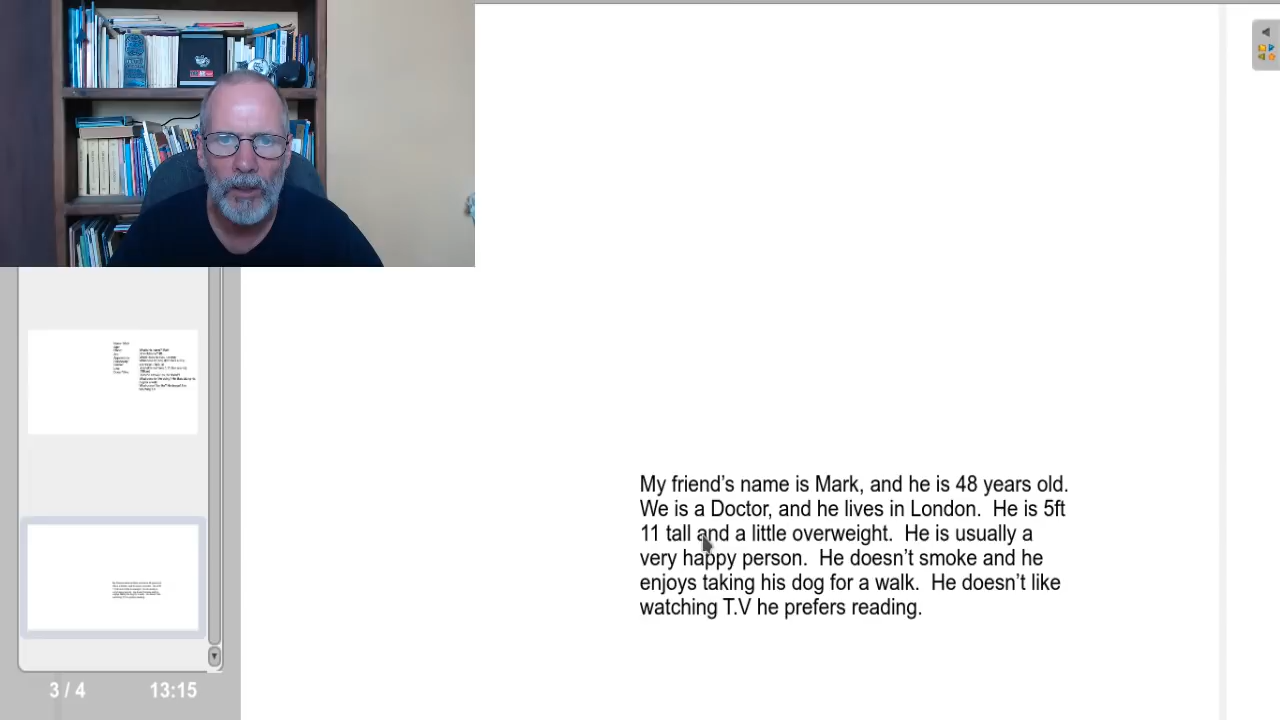 My friend’s name is Mark, and he is 48 years old.
We is a Doctor, and he lives in London.  He is 5ft
11 tall and a little overweight.  He is usually a
very happy person.  He doesn’t smoke and he
enjoys taking his dog for a walk.  He doesn’t like
watching T.V he prefers reading.
3 / 4
13:15